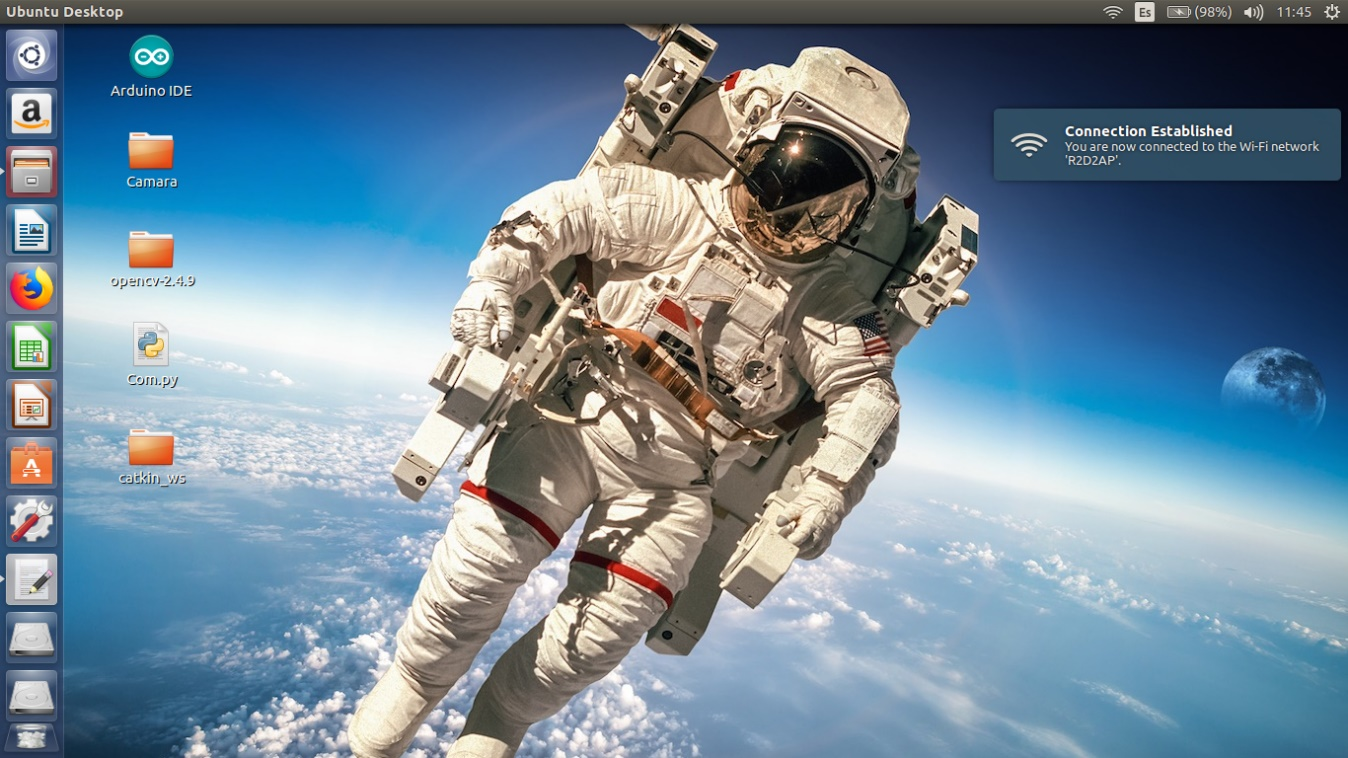 Ubuntu Desktop
Es
(98%)
11:45
Arduino IDE
Connection Established
You are now connected to the Wi-Fi network
'R2D2AP'.
Camara
opencv-2.4.9
Com.py
catkin_ws